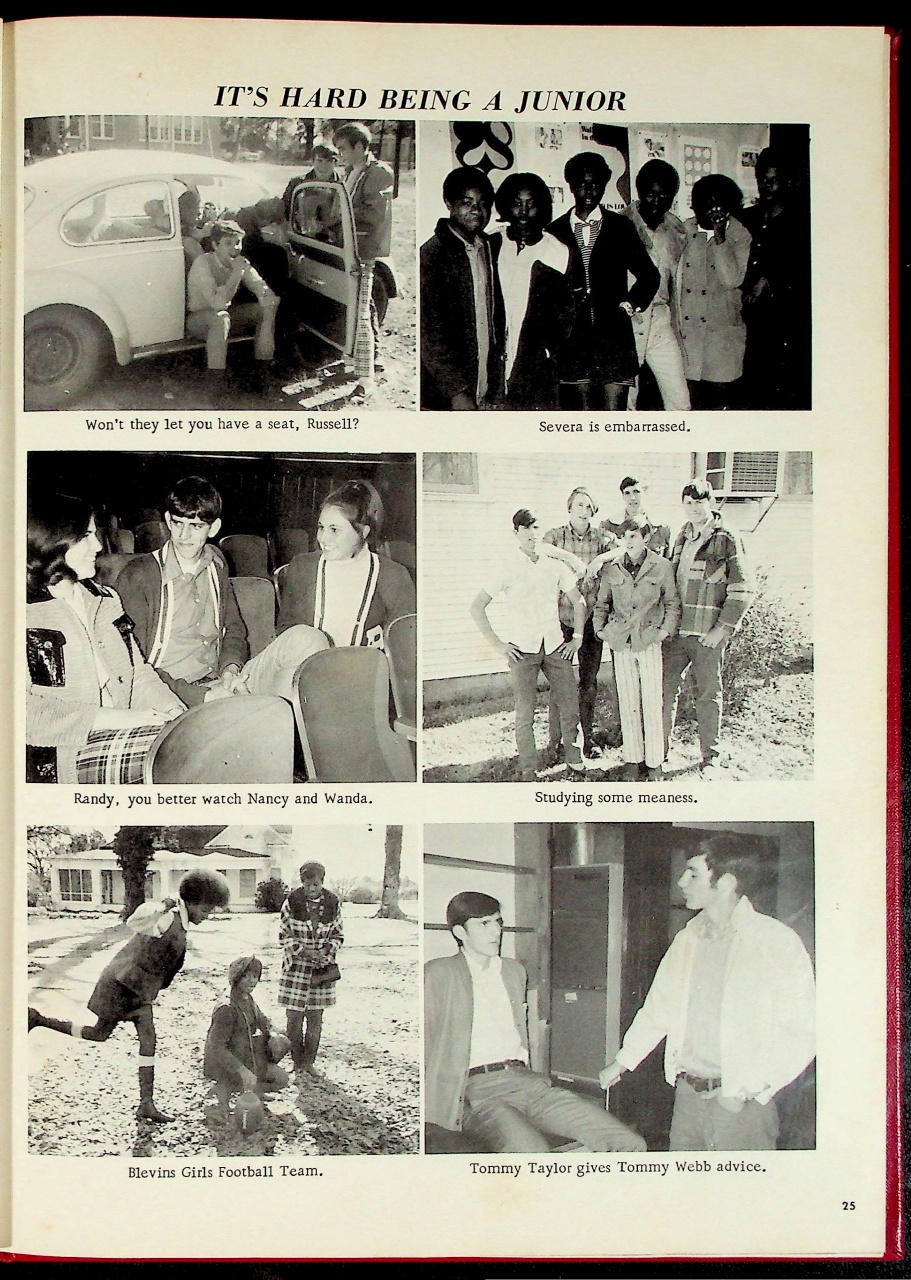 IT'S HARD BEING A JUNIOR
Won't they let you have a seat, Russell?
Severa is embarrassed.
Randy, you better watch Nancy and Wanda.
Studying some meaness.
Blevins Girls Football Team.
Tommy Taylor gives Tommy Webb advice.
25